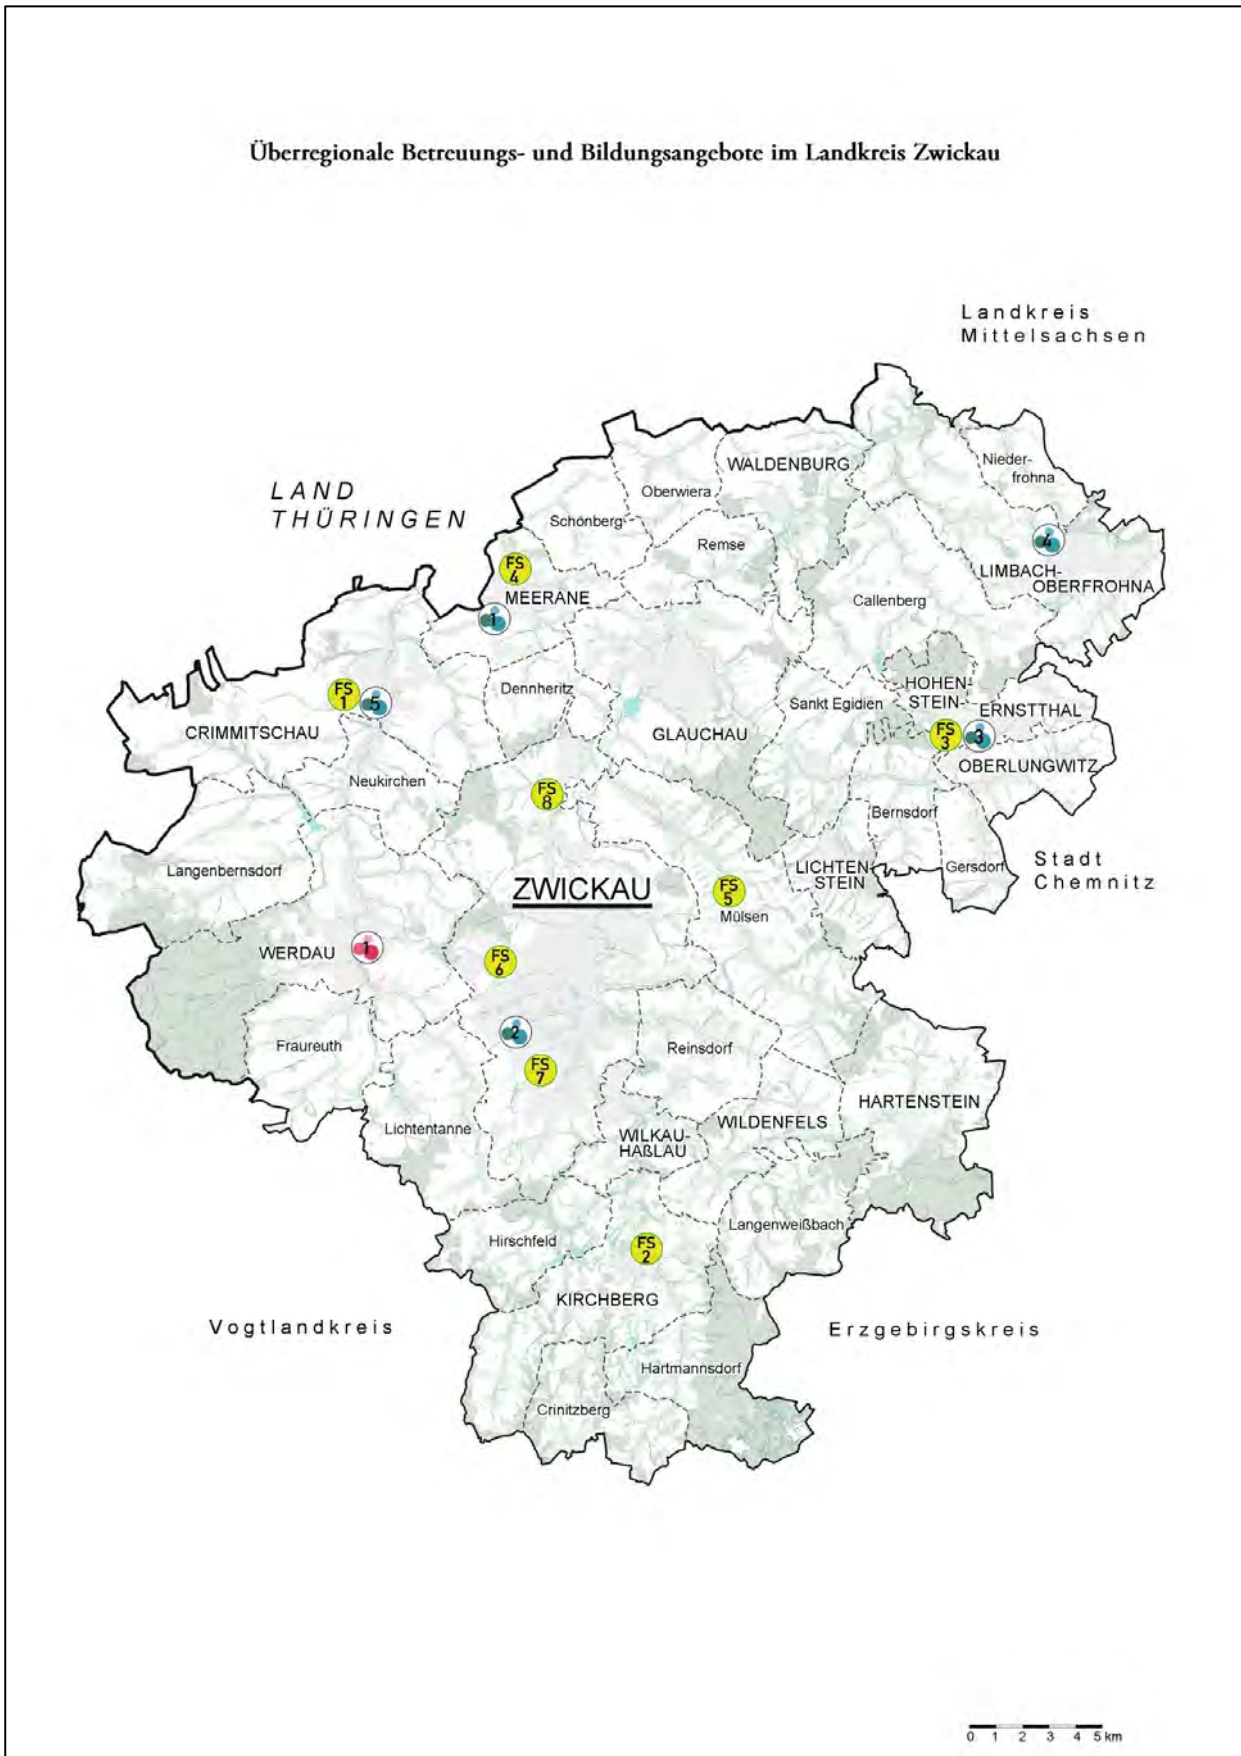 Überregionale Betreuungs- und Bildungsangebote im Landkreis Zwickau
Landkreis
Mittelsachsen
LAND
THÜRINGEN
WALDENBURG
Nieder-
frohna
Oberwiera
Schönberg
Remse
4
FS
4
LIMBACH-
OBERFROHNA
MEERANE
Callenberg
1
Dennheritz
HOHEN-
STEIN-
ERNSTTHAL
FS
1
5
Sankt Egidien
CRIMMITSCHAU
GLAUCHAU
FS
3
3
OBERLUNGWITZ
Neukirchen
FS
8
Bernsdorf
Langenbernsdorf
LICHTEN-
STEIN
Gersdorf
Stadt
Chemnitz
ZWICKAU
FS
5
Mülsen
WERDAU
1
FS
6
2
Fraureuth
Reinsdorf
FS
7
HARTENSTEIN
Lichtentanne
WILKAU-
HAßLAU
WILDENFELS
Langenweißbach
Hirschfeld
FS
2
KIRCHBERG
Vogtlandkreis
Erzgebirgskreis
Hartmannsdorf
Crinitzberg
0 1 2 3 4 5 km